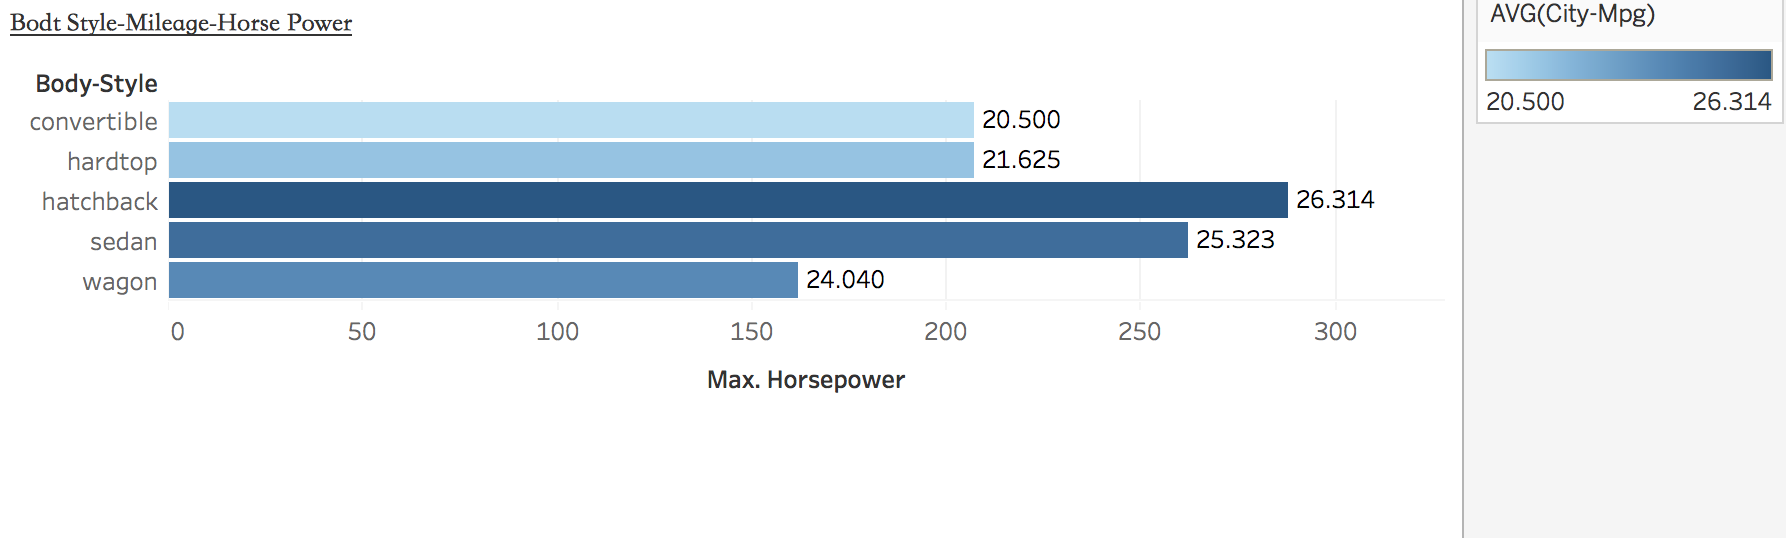 Bodt Style-Mileage-Horse Power
Body-Style
convertible 20.500
hardtop 21.625
hatchback 26.314
sedan 25.323
wagon 24.040
0 50 100 150 200 250 300
Max. Horsepower
AVG(City-Mpg)
20.500 26.314